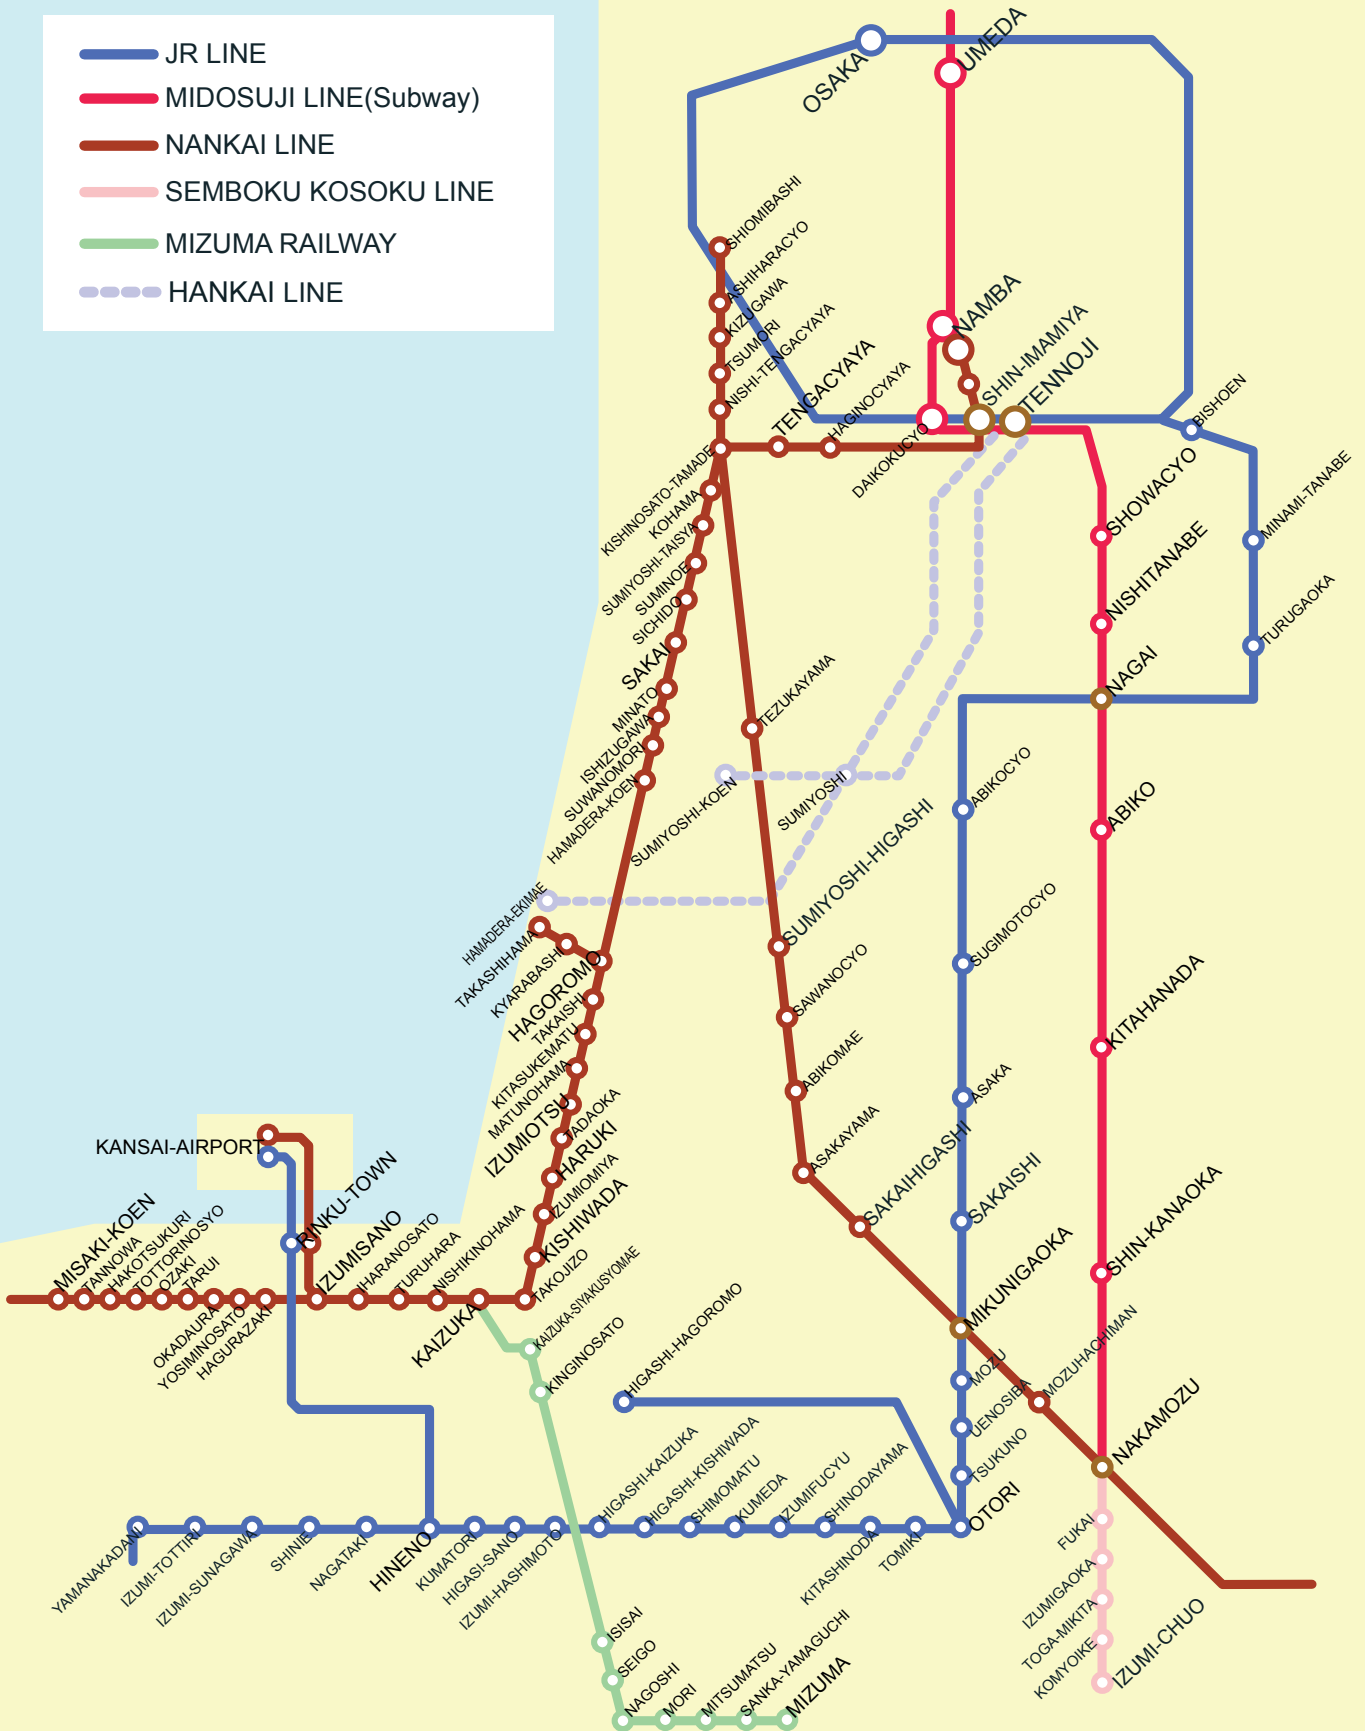 JR LINE
MIDOSUJI LINE(Subway)
NANKAI LINE
SEMBOKU KOSOKU LINE
MIZUMA RAILWAY
HANKAI LINE
OSAKA
UMEDA
SHIOMIBASHI
ASHIHARACYO
KIZUGAWA
TSUMORI
NISHI-TENGACYAYA
TENGACYAYA
HAGINOCYAYA
NAMBA
SHIN-IMAMIYA
TENNOJI
DAIKOKUCYO
BISHOEN
MINAMI-TANABE
TURUGAOKA
SHOWACYO
NISHITANABE
NAGAI
ABIKO
KITAHANADA
SHIN-KANAOKA
NAKAMOZU
KISHINOSATO-TAMADE
KOHAMA
SUMIYOSHI-TAISYA
SUMINOE
SICHIDO
SAKAI
MINATO
ISHIZUGAWA
SUWANOMORI
HAMADERA-KOEN
TEZUKAYAMA
SUMIYOSHI-KOEN
SUMIYOSHI
SUMIYOSHI-HIGASHI
ABIKOCYO
SUGIMOTOCYO
ASAKA
SAKAISHI
HAMADERA-EKIMAE
TAKASHIHAMA
KYARABASHI
HAGOROMO
TAKAISHI
KITASUKEMATU
MATUNOHAMA
IZUMIOTSU
TADAOKA
HARUKI
IZUMIOMIYA
KISHIWADA
TAKOJIZO
SAWANOCYO
ABIKOMAE
ASAKAYAMA
SAKAIHIGASHI
MIKUNIGAOKA
MOZUHACHIMAN
MOZU
UENOSIBA
TSUKUNO
OTORI
KANSAI-AIRPORT
RINKU-TOWN
MISAKI-KOEN
TANNOWA
HAKOTSUKURI
TOTTORINOSYO
OZAKI
TARUI
OKADAURA
YOSIMINOSATO
HAGURAZAKI
IZUMISANO
IHARANOSATO
TURUHARA
NISHIKINOHAMA
KAIZUKA
KAIZUKA-SIYAKUSYOMAE
KINGINOSATO
HIGASHI-HAGOROMO
YAMANAKADANI
IZUMI-TOTTIRI
IZUMI-SUNAGAWA
SHINIE
NAGATAKI
HINENO
KUMATORI
HIGASI-SANO
IZUMI-HASHIMOTO
HIGASHI-KAIZUKA
HIGASHI-KISHIWADA
SHIMOMATU
KUMEDA
IZUMIFUCYU
SHINODAYAMA
KITASHINODA
TOMIKI
ISISAI
SEIGO
NAGOSHI
MORI
MITSUMATSU
SANKA-YAMAGUCHI
MIZUMA
FUKAI
IZUMIGAOKA
TOGA-MIKITA
KOMYOIKE
IZUMI-CHUO